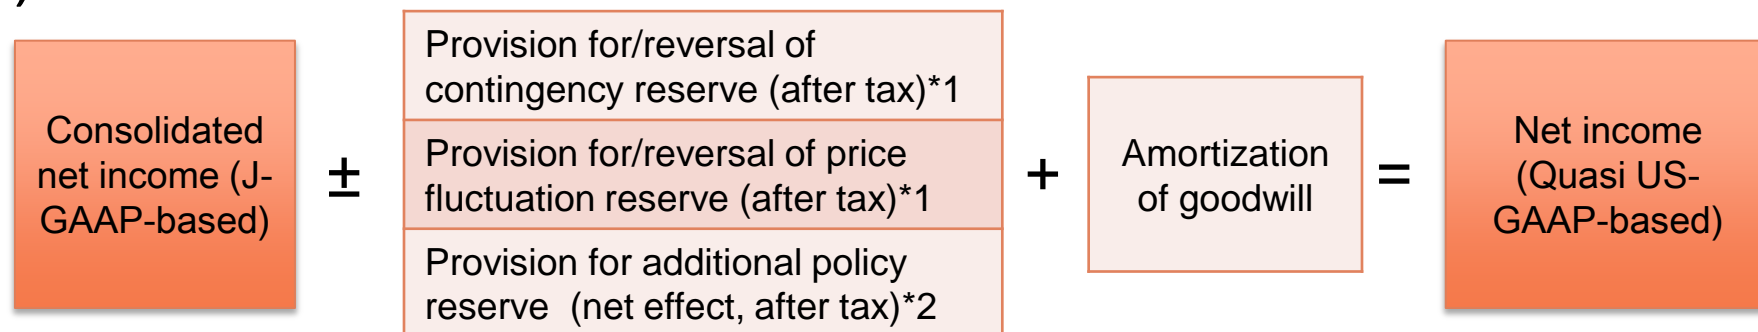 Consolidated
net income (J-
GAAP-based)
±
Provision for/reversal of
contingency reserve (after tax)*1
Provision for/reversal of price
fluctuation reserve (after tax)*1
Provision for additional policy
reserve (net effect, after tax)*2
+
Amortization
of goodwill
=
Net income
(Quasi US-
GAAP-based)